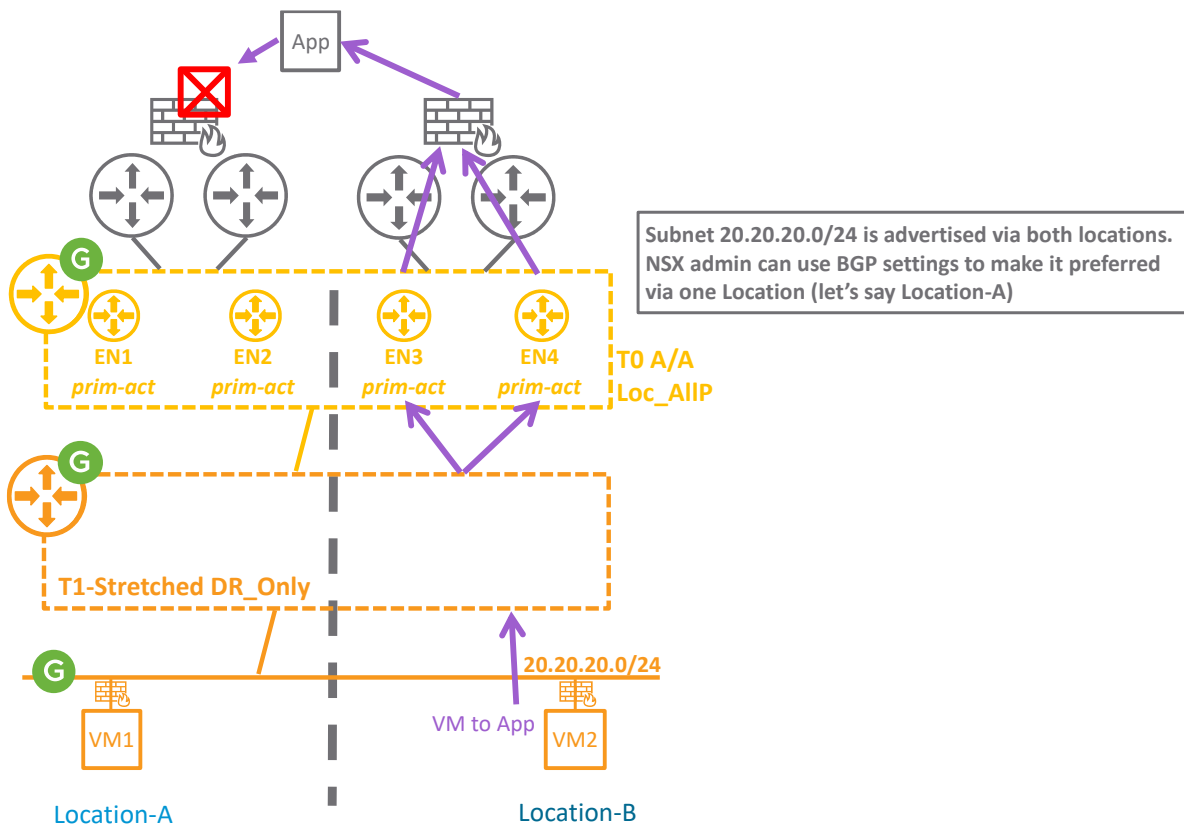 App
G
Subnet 20.20.20.0/24 is advertised via both locations.
NSX admin can use BGP settings to make it preferred
via one Location (let’s say Location-A)
EN1
prim-act
EN2
prim-act
EN3
prim-act
EN4
prim-act
T0 A/A
Loc_AllP
G
T1-Stretched DR_Only
G
20.20.20.0/24
VM1
VM to App
VM2
Location-A
Location-B